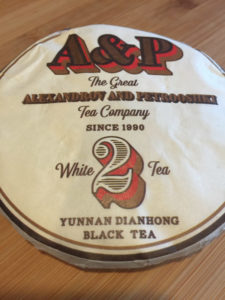 A&P
The Great
ALEXANDROV AND PETROOSHKI
Tea Company
SINCE 1990
White 2 Tea
YUNNAN DIANHONG
BLACK TEA